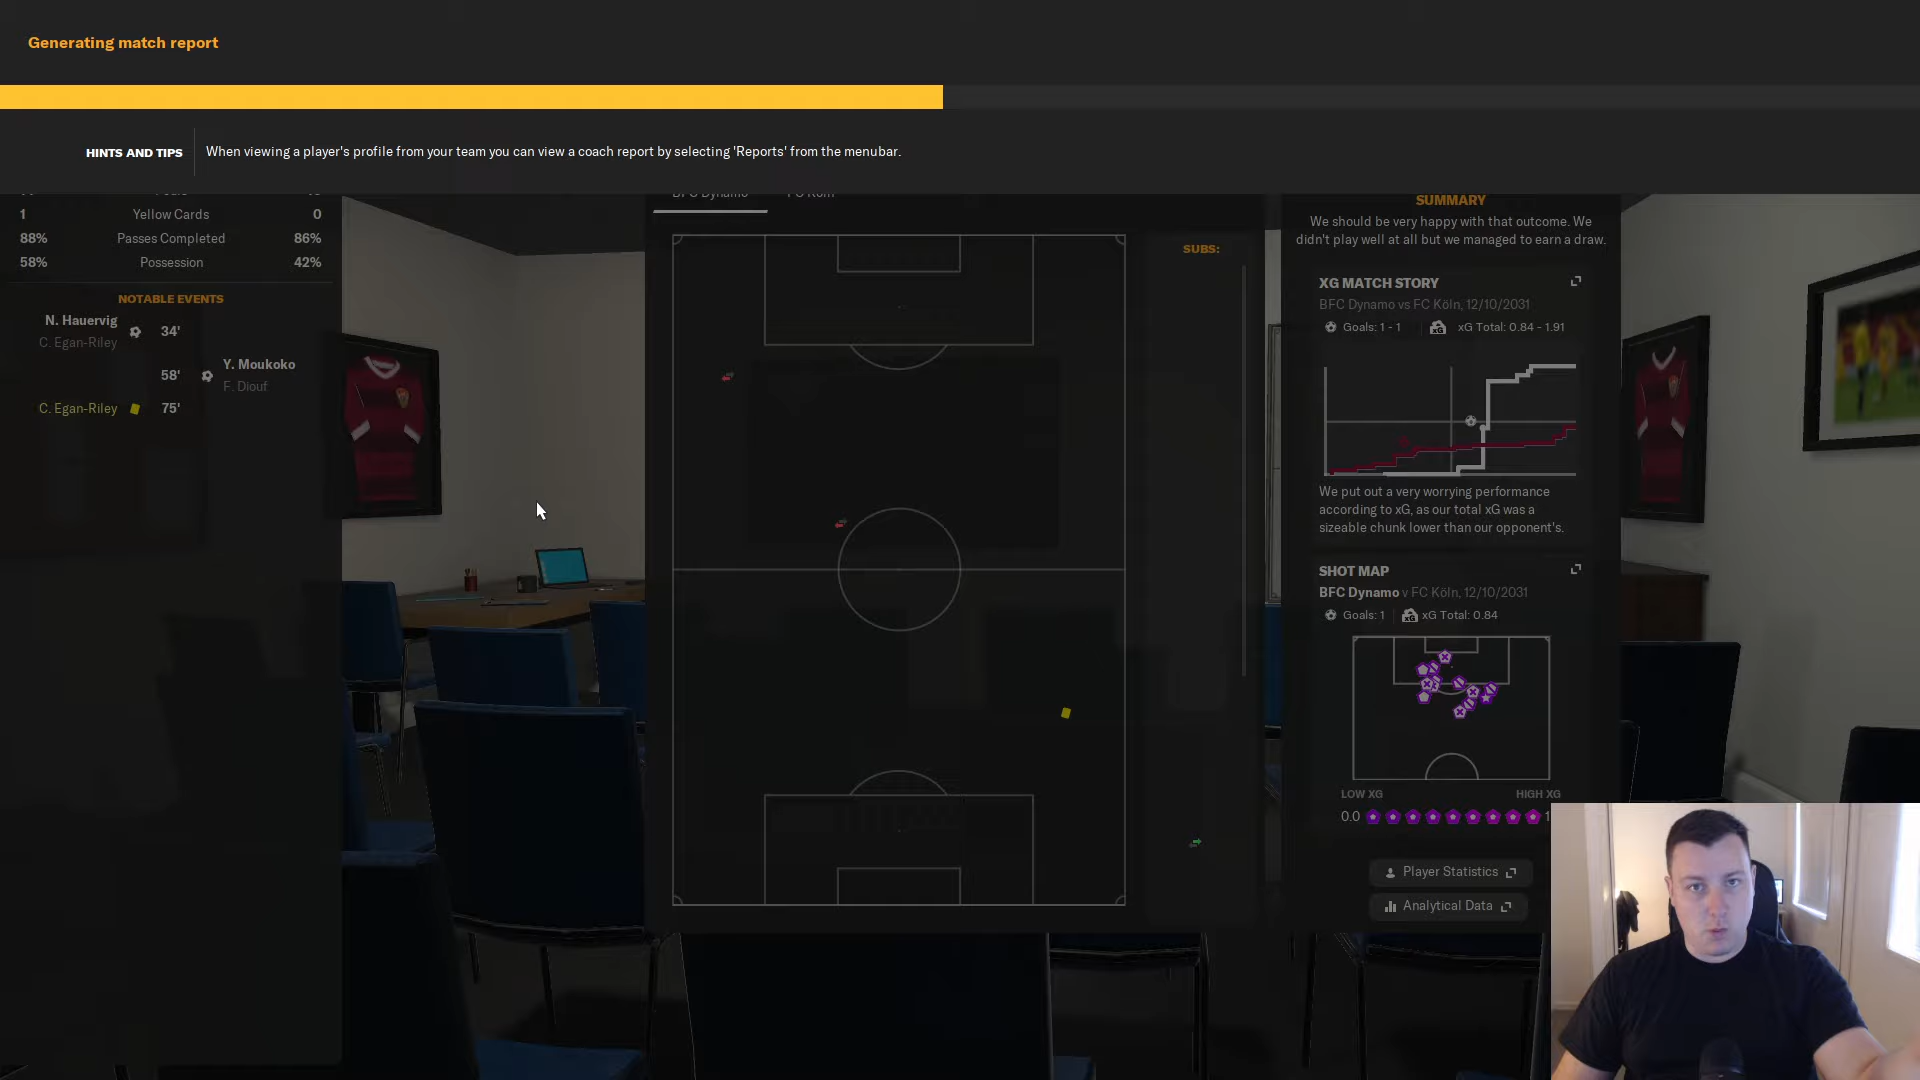 Generating match report
HINTS AND TIPS
When viewing a player's profile from your team you can view a coach report by selecting 'Reports' from the menubar.
1 Yellow Cards 0
88% Passes Completed 86%
58% Possession 42%
NOTABLE EVENTS
N. Hauervig 34'
C. Egan-Riley
58' Y. Moukoko
F. Diouf
C. Egan-Riley 75'
BFC Dynamo FC Köln
SUBS:
SUMMARY
We should be very happy with that outcome. We
didn't play well at all but we managed to earn a draw.
XG MATCH STORY
BFC Dynamo vs FC Köln, 12/10/2031
Goals: 1 - 1 xG Total: 0.84 - 1.91
We put out a very worrying performance
according to xG, as our total xG was a
sizeable chunk lower than our opponent's.
SHOT MAP
BFC Dynamo v FC Köln, 12/10/2031
Goals: 1 xG Total: 0.84
LOW XG HIGH XG
0.0
Player Statistics
Analytical Data